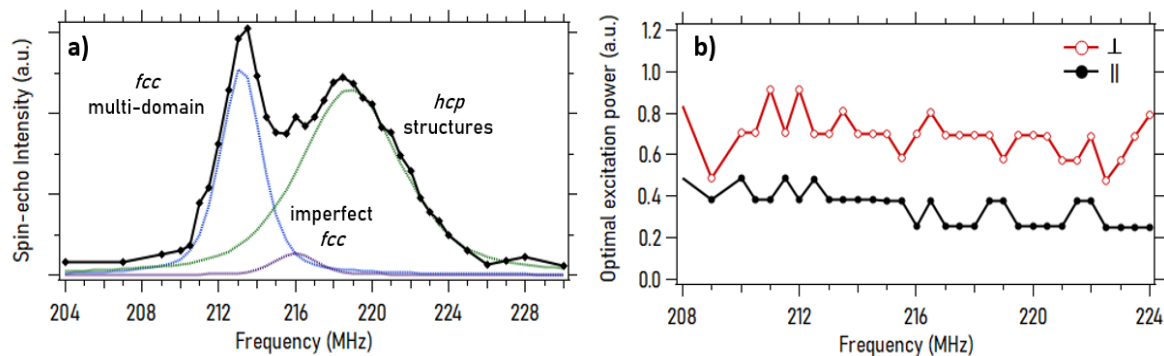 a)
Spin-echo Intensity (a.u.)
fcc
multi-domain
hcp
structures
imperfect
fcc
204 208 212 216 220 224 228
Frequency (MHz)
b)
Optimal excitation power (a.u.)
1.2
1.0
0.8
0.6
0.4
0.2
0.0
⊥
||
208 212 216 220 224
Frequency (MHz)